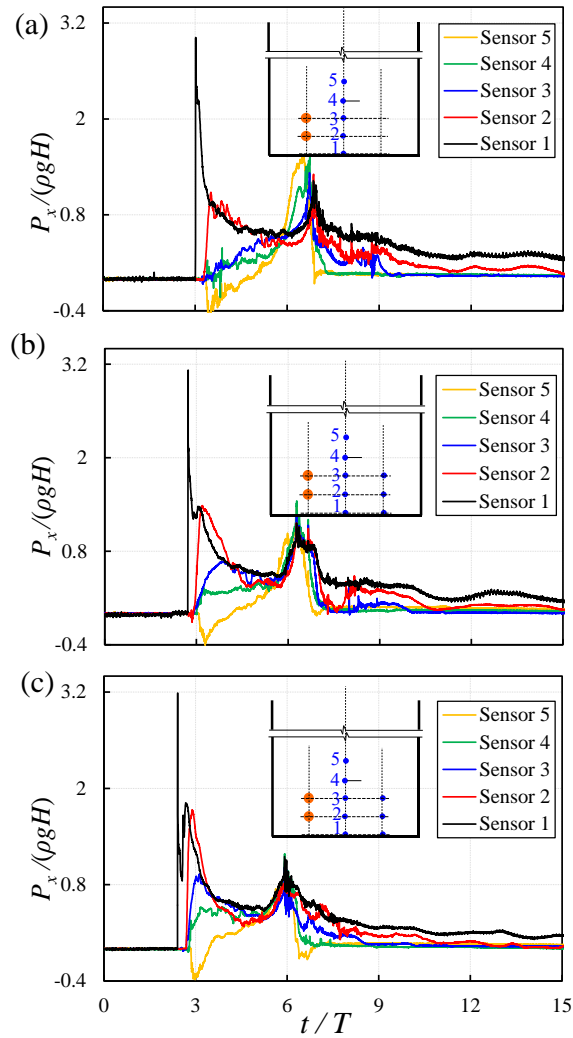 (a)
3.2
2
0.8
-0.4
P_x/(ρgH)
Sensor 5
Sensor 4
Sensor 3
Sensor 2
Sensor 1
5
4
3
2
1
(b)
3.2
2
0.8
-0.4
P_x/(ρgH)
Sensor 5
Sensor 4
Sensor 3
Sensor 2
Sensor 1
5
4
3
2
1
(c)
3.2
2
0.8
-0.4
P_x/(ρgH)
Sensor 5
Sensor 4
Sensor 3
Sensor 2
Sensor 1
5
4
3
2
1
0 3 6 9 12 15
t / T